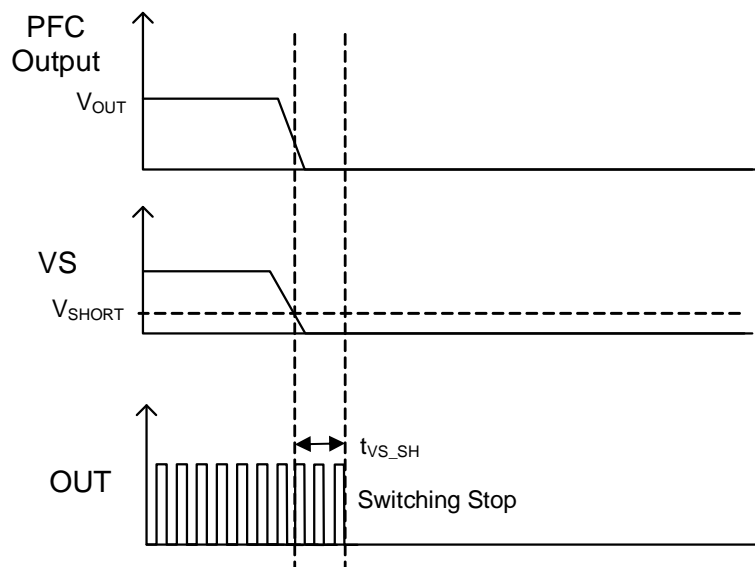 PFC
Output
VOUT
VS
VSHORT
tVS_SH
OUT
Switching Stop